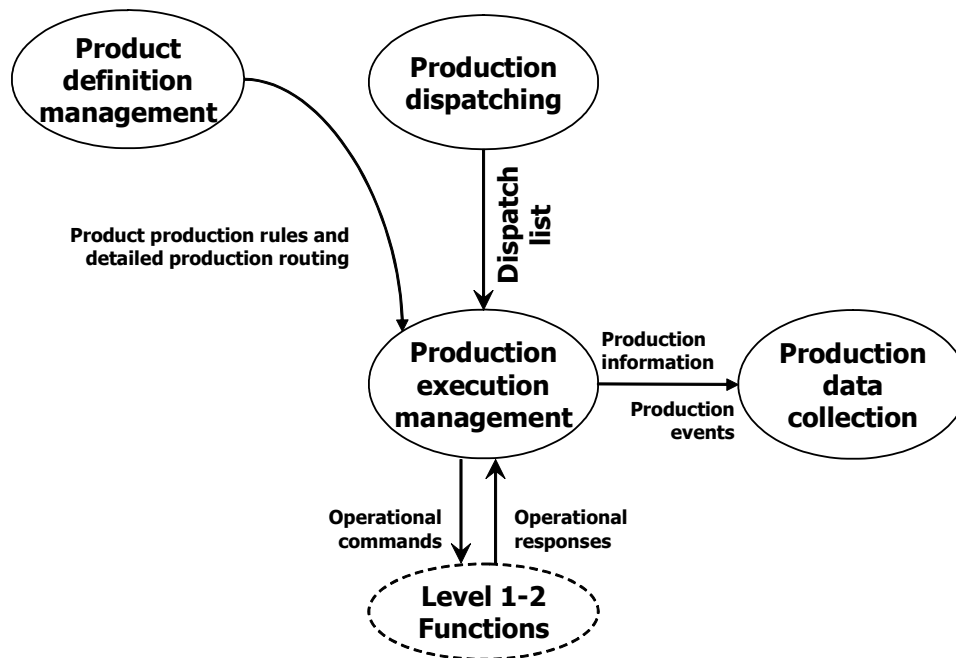 Product
definition
management
Production
dispatching
Dispatch
list
Product production rules and
detailed production routing
Production
execution
management
Production
information
Production
events
Production
data
collection
Operational
commands
Operational
responses
Level 1-2
Functions